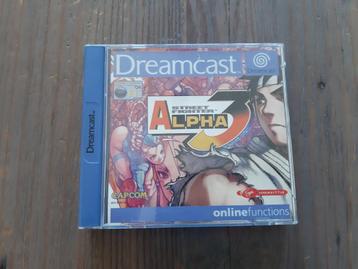 Dreamcast
Dreamcast
STREET
FIGHTER
ALPHA 3
CAPCOM
onlinefunctions